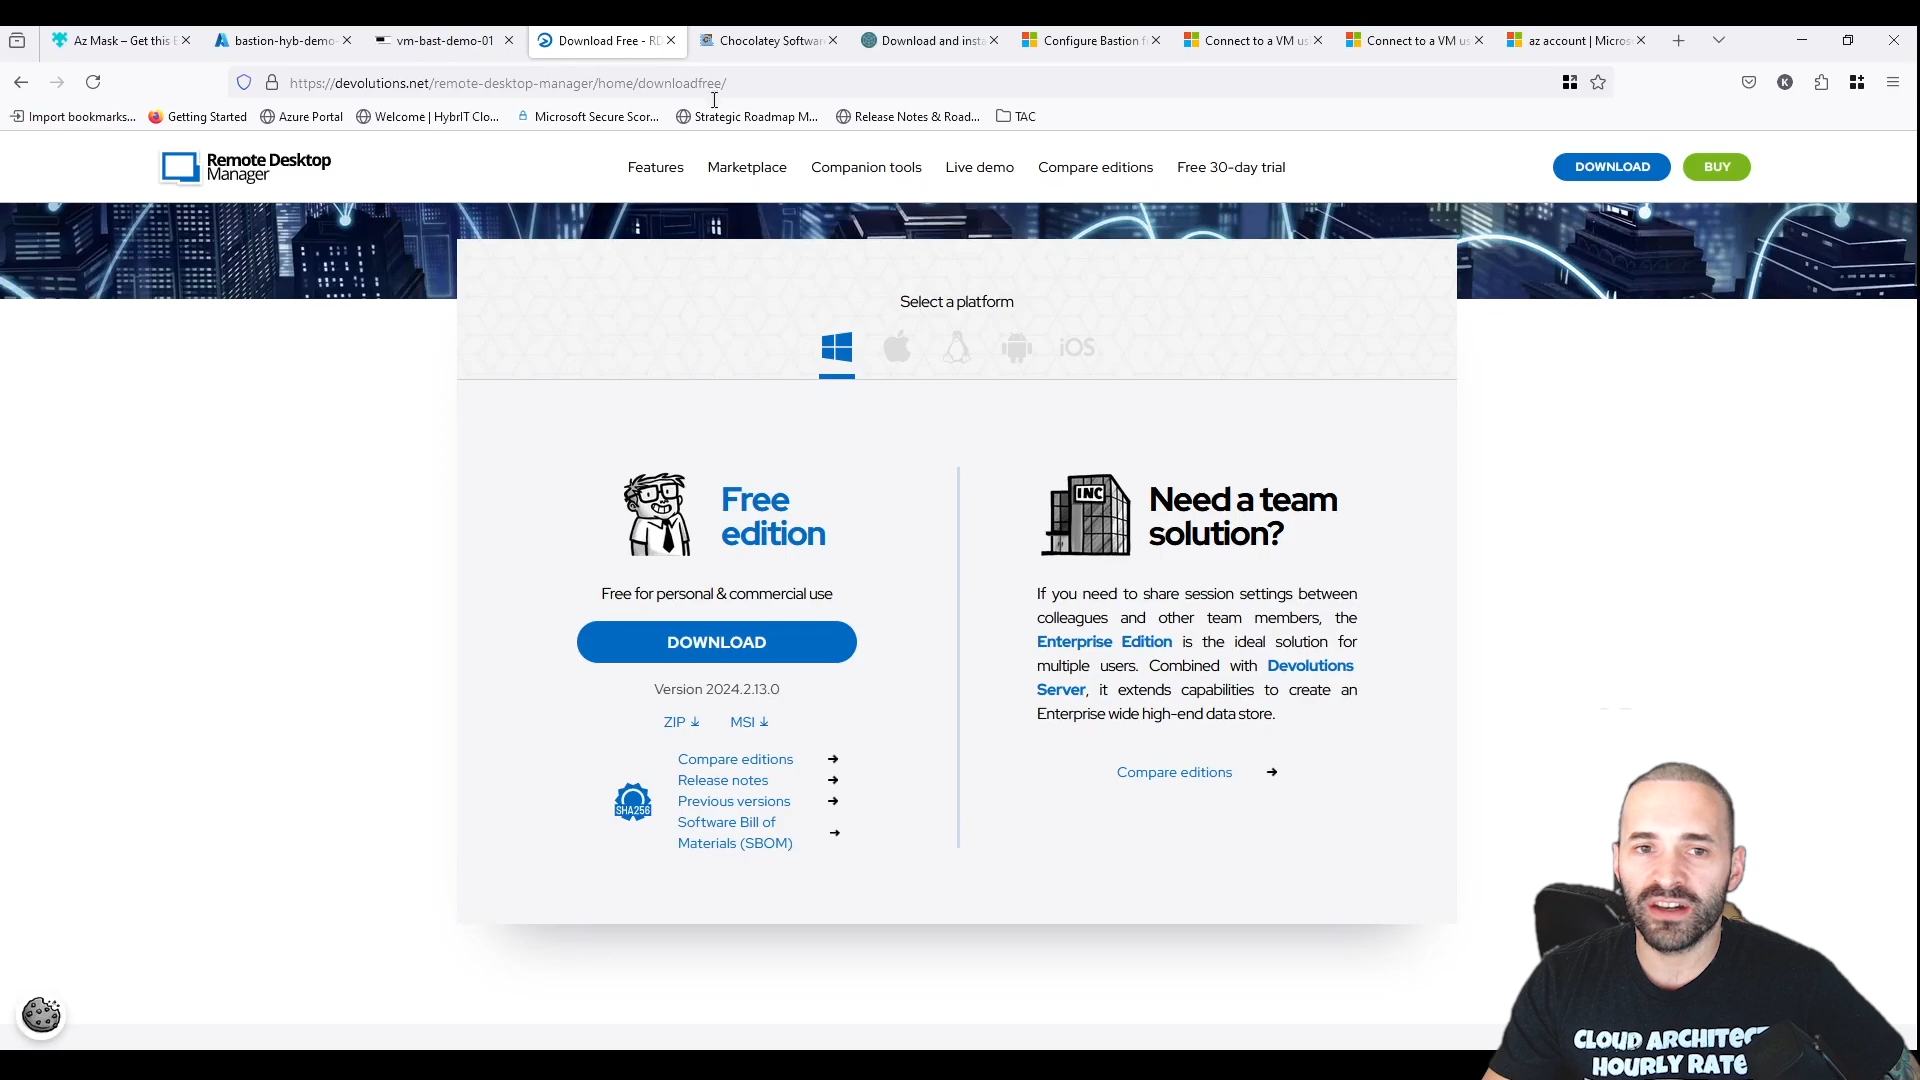 Az Mask – Get this E
bastion-hyb-demo-
vm-bast-demo-01
Download Free - RD
Chocolatey Softwar
Download and insta
Configure Bastion f
Connect to a VM us
Connect to a VM us
az account | Micros
https://devolutions.net/remote-desktop-manager/home/downloadfree/
K
Import bookmarks...
Getting Started
Azure Portal
Welcome | HybrIT Clo...
Microsoft Secure Scor...
Strategic Roadmap M...
Release Notes & Road...
TAC
Remote Desktop
Manager
Features
Marketplace
Companion tools
Live demo
Compare editions
Free 30-day trial
DOWNLOAD
BUY
Select a platform
iOS
Free
edition
Free for personal & commercial use
DOWNLOAD
Version 2024.2.13.0
ZIP
MSI
SHA256
Compare editions
Release notes
Previous versions
Software Bill of
Materials (SBOM)
INC
Need a team
solution?
If you need to share session settings between
colleagues and other team members, the
Enterprise Edition is the ideal solution for
multiple users. Combined with Devolutions
Server, it extends capabilities to create an
Enterprise wide high-end data store.
Compare editions
CLOUD ARCHITEC
HOURLY RATE